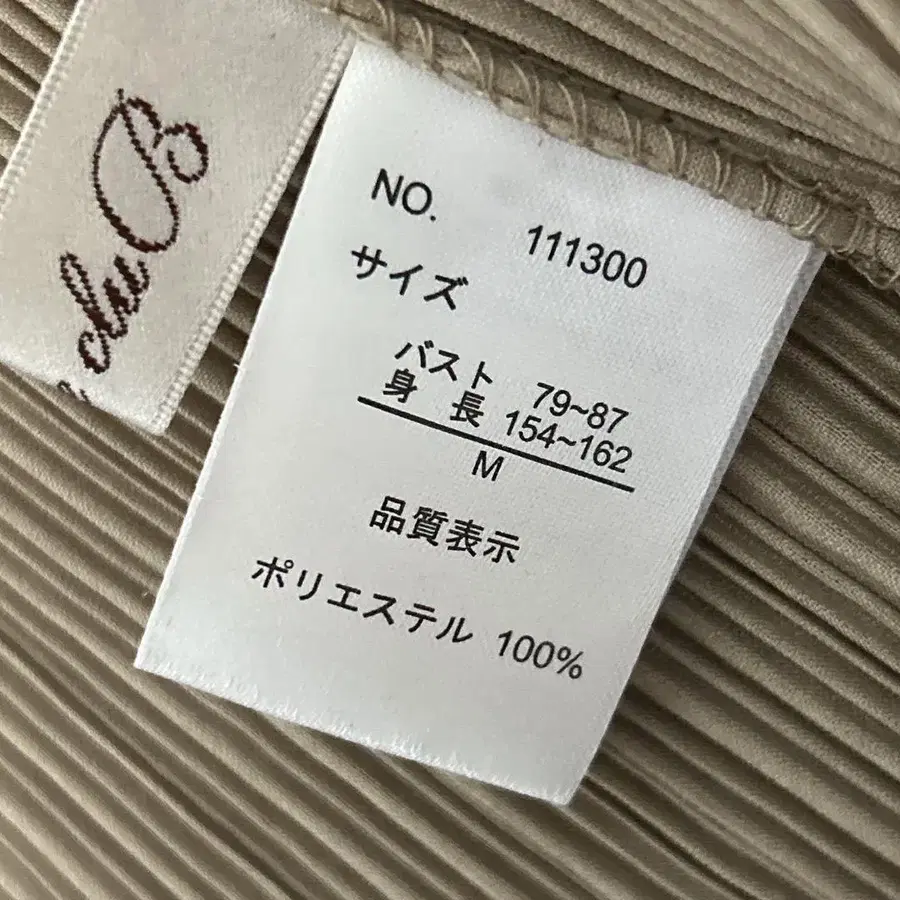 du B
NO. 111300
サイズ
バスト 79~87
身 長 154~162
M
品質表示
ポリエステル 100%